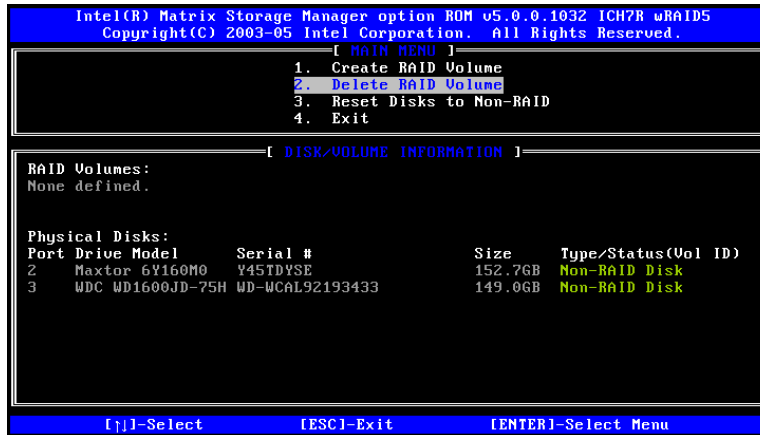 Intel(R) Matrix Storage Manager option ROM v5.0.0.1032 ICH7R wRAID5
Copyright(C) 2003-05 Intel Corporation. All Rights Reserved.
[ MAIN MENU ]
1. Create RAID Volume
2. Delete RAID Volume
3. Reset Disks to Non-RAID
4. Exit
[ DISK/VOLUME INFORMATION ]
RAID Volumes:
None defined.
Physical Disks:
Port Drive Model Serial # Size Type/Status(Vol ID)
2 Maxtor 6Y160M0 Y45TDYSE 152.7GB Non-RAID Disk
3 WDC WD1600JD-75H WD-WCAL92193433 149.0GB Non-RAID Disk
[↑↓]-Select [ESC]-Exit [ENTER]-Select Menu